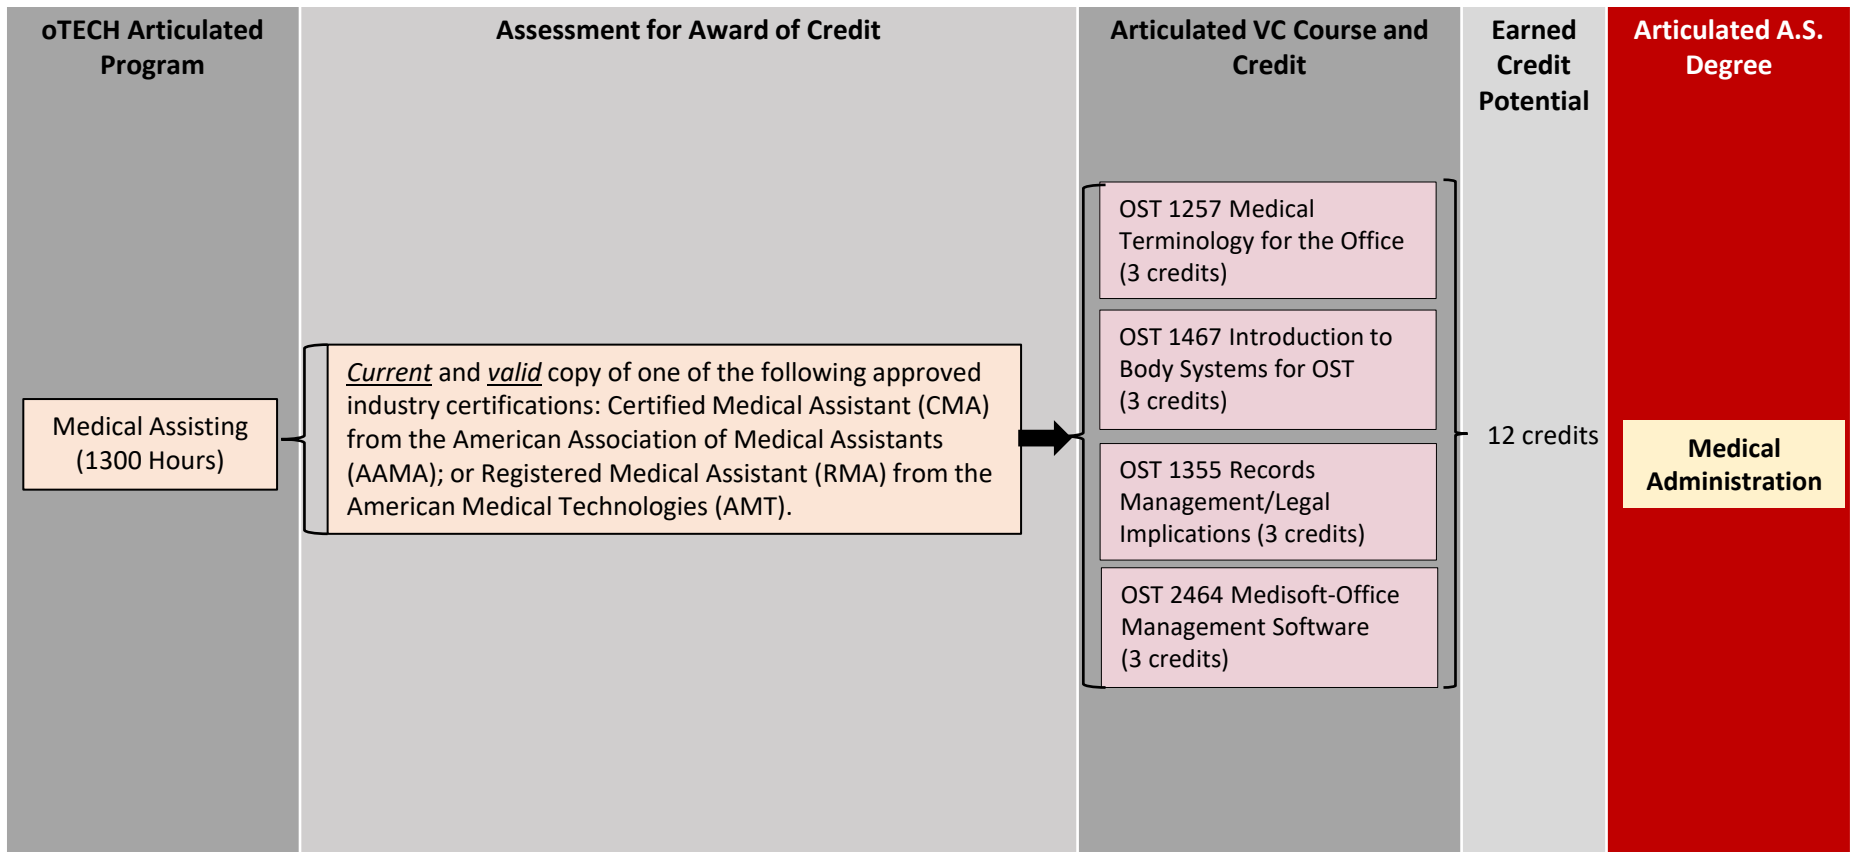 oTECH Articulated
Program
Assessment for Award of Credit
Articulated VC Course and
Credit
Earned
Credit
Potential
Articulated A.S.
Degree
Medical Assisting
(1300 Hours)
Current and valid copy of one of the following approved
industry certifications: Certified Medical Assistant (CMA)
from the American Association of Medical Assistants
(AAMA); or Registered Medical Assistant (RMA) from the
American Medical Technologies (AMT).
OST 1257 Medical
Terminology for the Office
(3 credits)
OST 1467 Introduction to
Body Systems for OST
(3 credits)
OST 1355 Records
Management/Legal
Implications (3 credits)
OST 2464 Medisoft-Office
Management Software
(3 credits)
12 credits
Medical
Administration